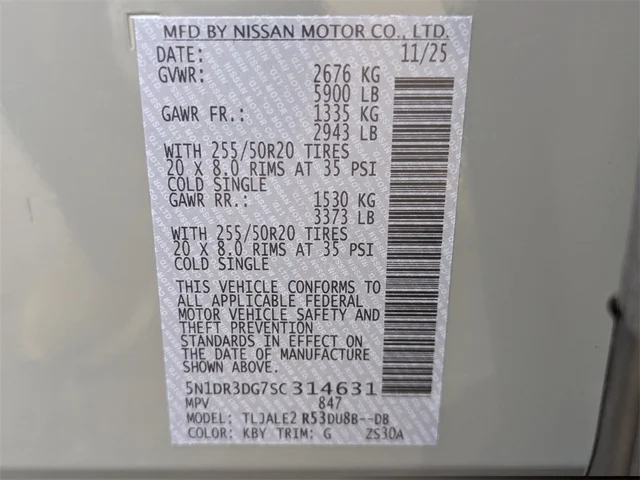 MFD BY NISSAN MOTOR CO., LTD.
DATE: 11/25
GVWR: 2676 KG
5900 LB
GAWR FR.: 1335 KG
2943 LB
WITH 255/50R20 TIRES
20 X 8.0 RIMS AT 35 PSI
COLD SINGLE
GAWR RR.: 1530 KG
3373 LB
WITH 255/50R20 TIRES
20 X 8.0 RIMS AT 35 PSI
COLD SINGLE
THIS VEHICLE CONFORMS TO
ALL APPLICABLE FEDERAL
MOTOR VEHICLE SAFETY AND
THEFT PREVENTION
STANDARDS IN EFFECT ON
THE DATE OF MANUFACTURE
SHOWN ABOVE.
5N1DR3DG7SC314631
MPV 847
MODEL: TLJALE2 R53DU8B--DB
COLOR: KBY TRIM: G ZS30A